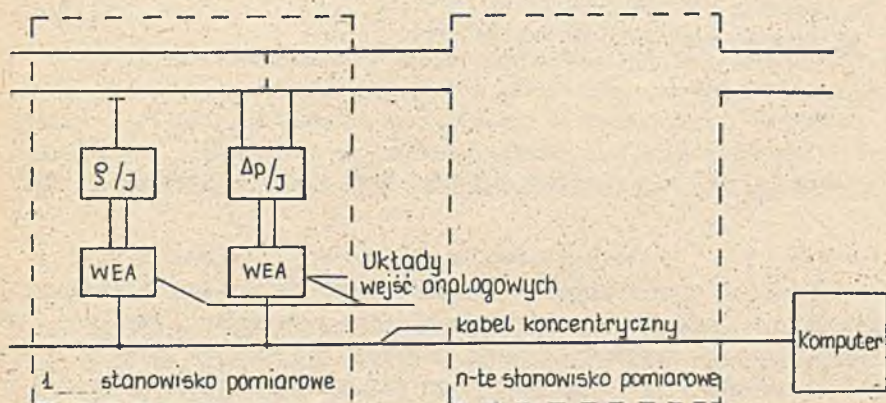 ϱ/J
Δp/J
WEA
WEA
Układy
wejść analogowych
kabel koncentryczny
Komputer
1 stanowisko pomiarowe
n-te stanowisko pomiarowe